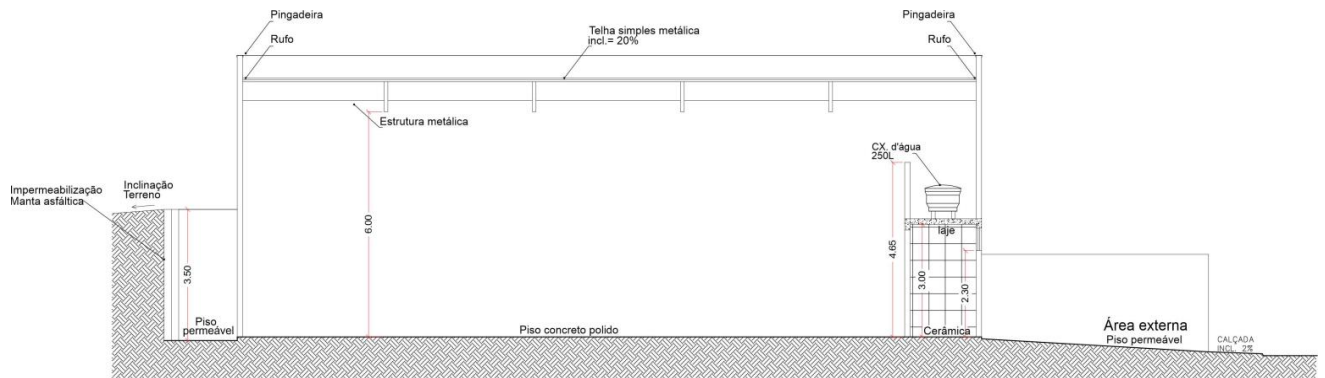 Pingadeira
Rufo
Telha simples metálica
incl.= 20%
Pingadeira
Rufo
Estrutura metálica
CX. d'água
250L
Impermeabilização
Manta asfáltica
Inclinação
Terreno
3.50
6.00
4.65
laje
3.00
2.30
Piso
permeável
Piso concreto polido
Cerâmica
Área externa
Piso permeável
CALÇADA
INCL. 2%